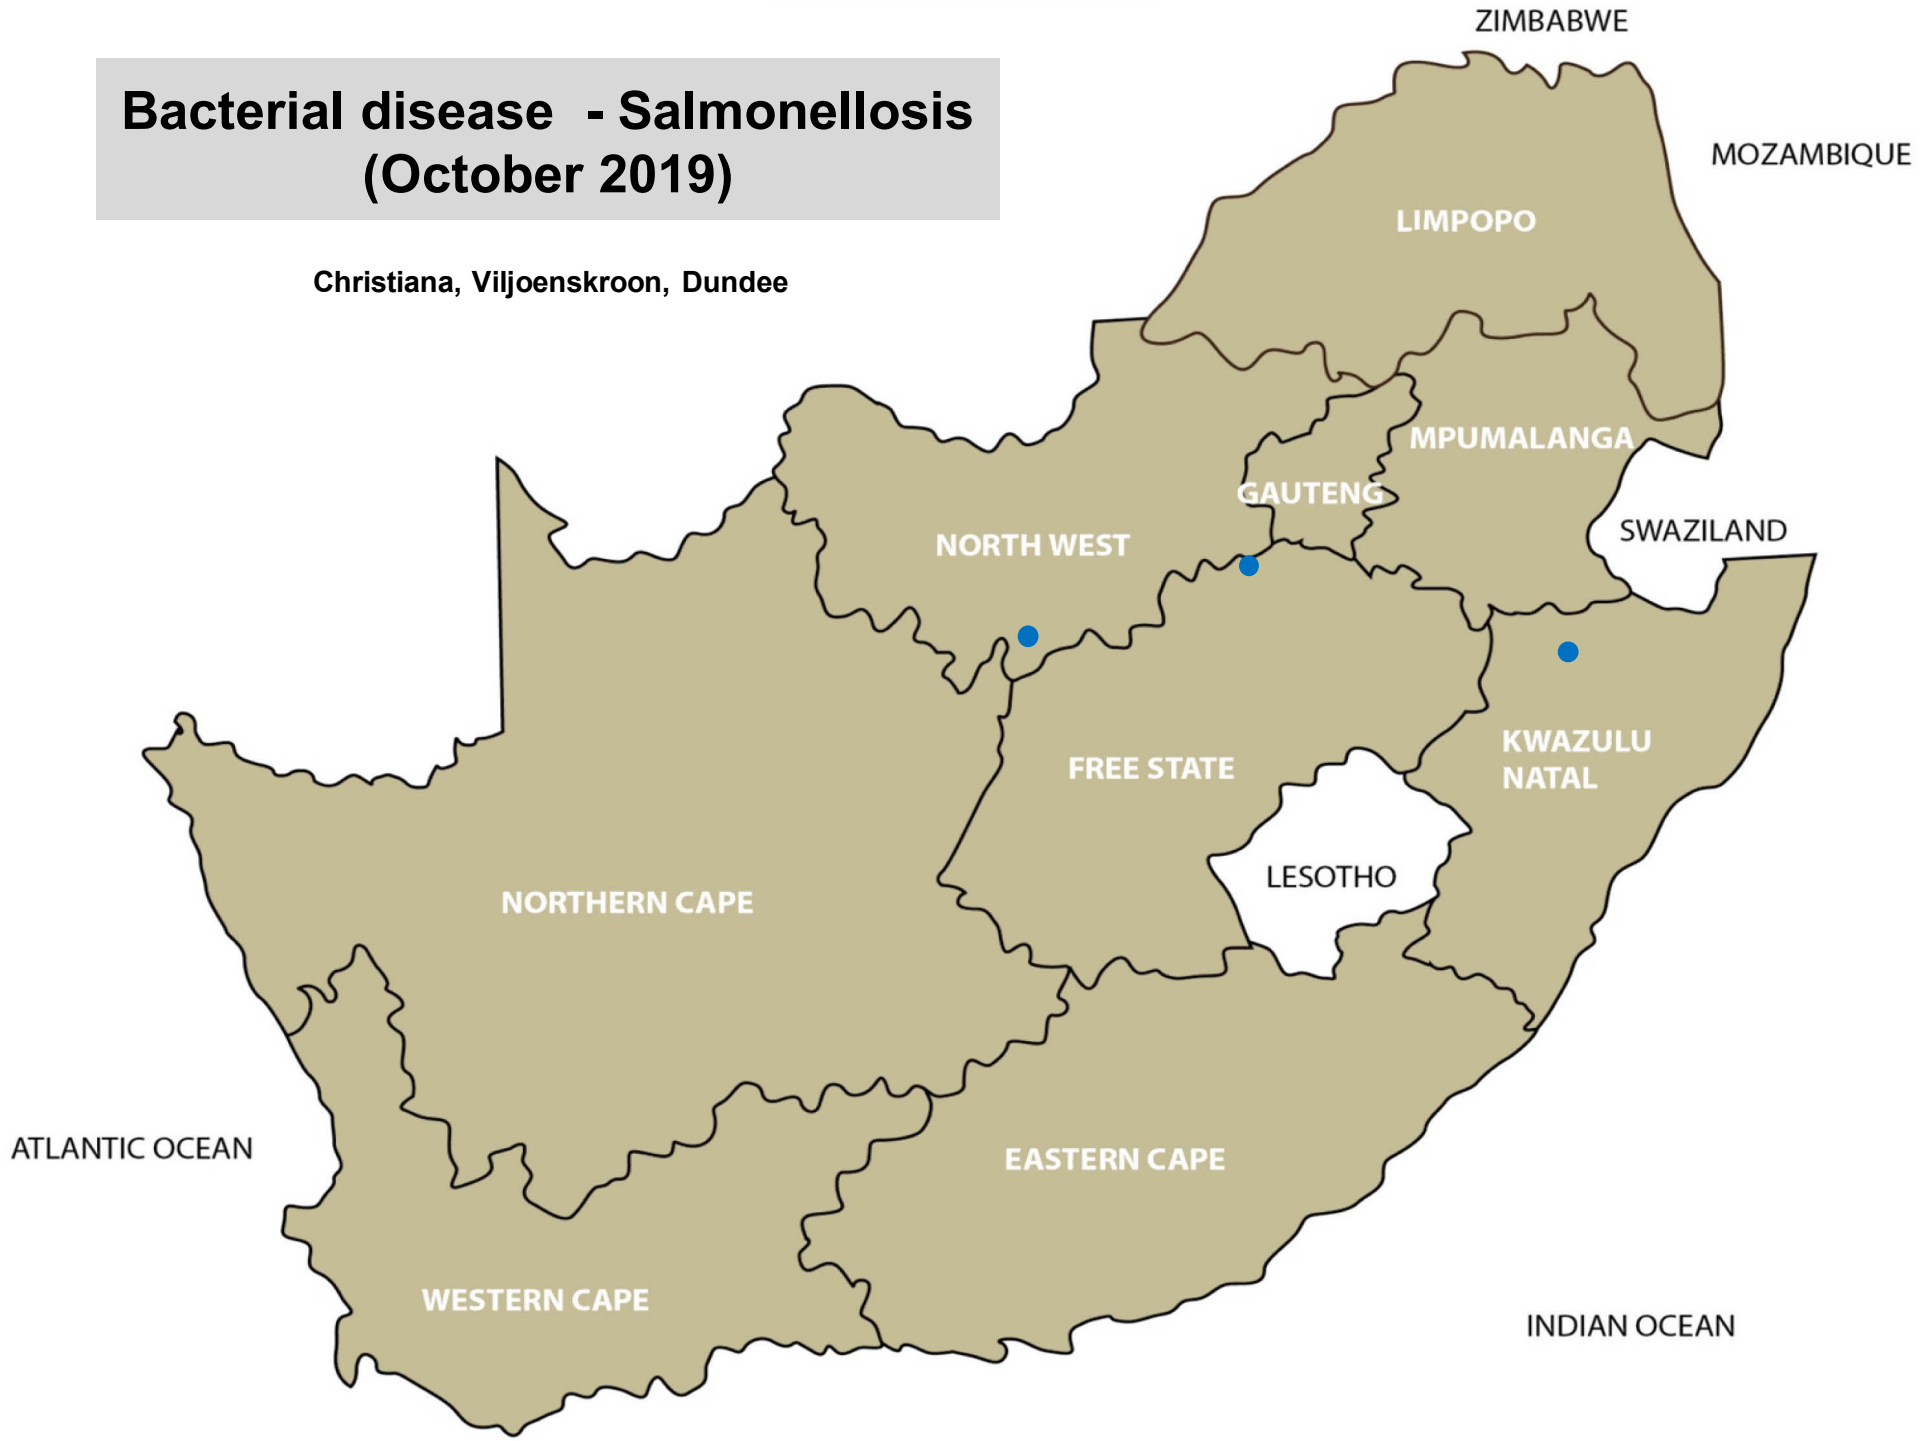 ZIMBABWE
Bacterial disease  - Salmonellosis
(October 2019)
MOZAMBIQUE
LIMPOPO
Christiana, Viljoenskroon, Dundee
MPUMALANGA
GAUTENG
SWAZILAND
NORTH WEST
KWAZULU
NATAL
FREE STATE
LESOTHO
NORTHERN CAPE
ATLANTIC OCEAN
EASTERN CAPE
WESTERN CAPE
INDIAN OCEAN